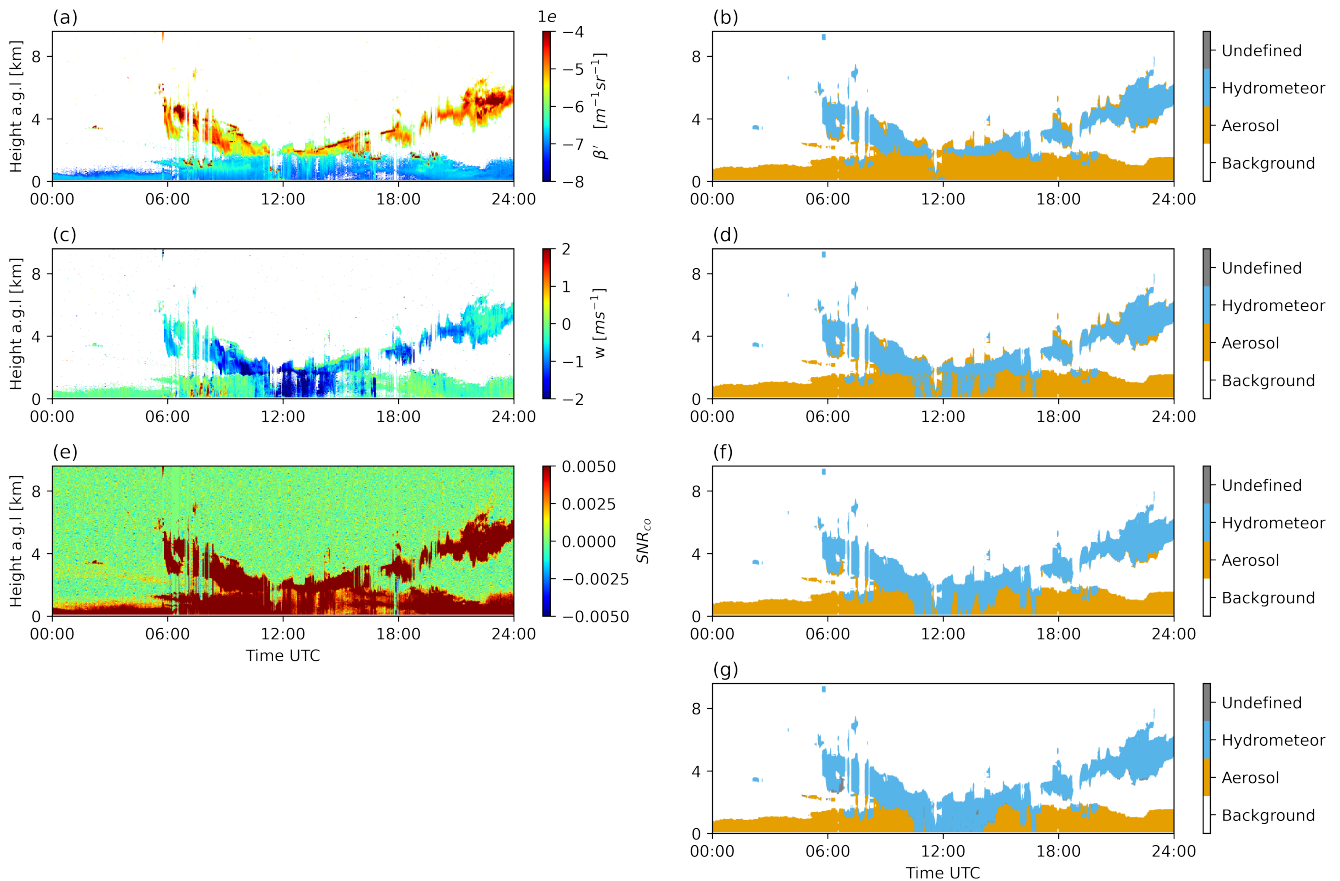 (a)
1e
Height a.g.l [km]
8
4
0
00:00 06:00 12:00 18:00 24:00
−4
−5
−6
−7
−8
β′ [m⁻¹sr⁻¹]
(b)
8
4
0
00:00 06:00 12:00 18:00 24:00
Undefined
Hydrometeor
Aerosol
Background
(c)
Height a.g.l [km]
8
4
0
00:00 06:00 12:00 18:00 24:00
2
1
0
−1
−2
w [ms⁻¹]
(d)
8
4
0
00:00 06:00 12:00 18:00 24:00
Undefined
Hydrometeor
Aerosol
Background
(e)
Height a.g.l [km]
8
4
0
00:00 06:00 12:00 18:00 24:00
Time UTC
0.0050
0.0025
0.0000
−0.0025
−0.0050
SNR_co
(f)
8
4
0
00:00 06:00 12:00 18:00 24:00
Undefined
Hydrometeor
Aerosol
Background
(g)
8
4
0
00:00 06:00 12:00 18:00 24:00
Time UTC
Undefined
Hydrometeor
Aerosol
Background